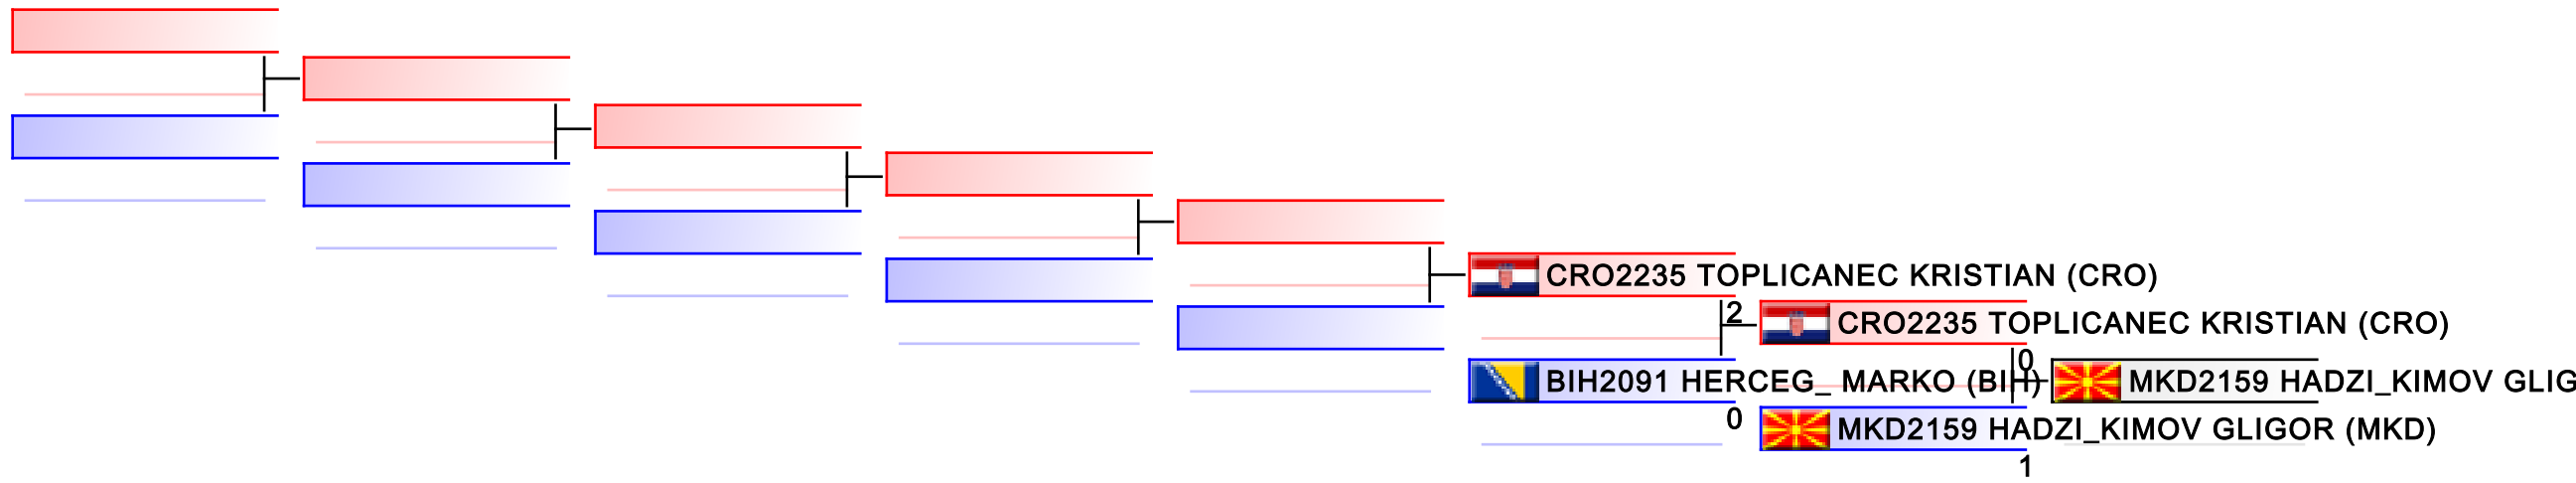 CRO2235 TOPLICANEC KRISTIAN (CRO)
2
CRO2235 TOPLICANEC KRISTIAN (CRO)
0
BIH2091 HERCEG_ MARKO (BIH)
MKD2159 HADZI_KIMOV GLIG
0
MKD2159 HADZI_KIMOV GLIGOR (MKD)
1